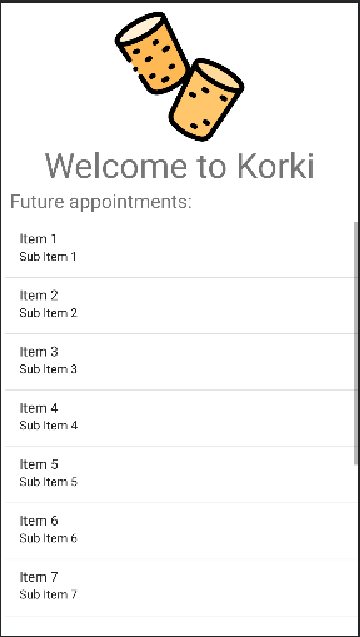 Welcome to Korki
Future appointments:
Item 1
Sub Item 1
Item 2
Sub Item 2
Item 3
Sub Item 3
Item 4
Sub Item 4
Item 5
Sub Item 5
Item 6
Sub Item 6
Item 7
Sub Item 7